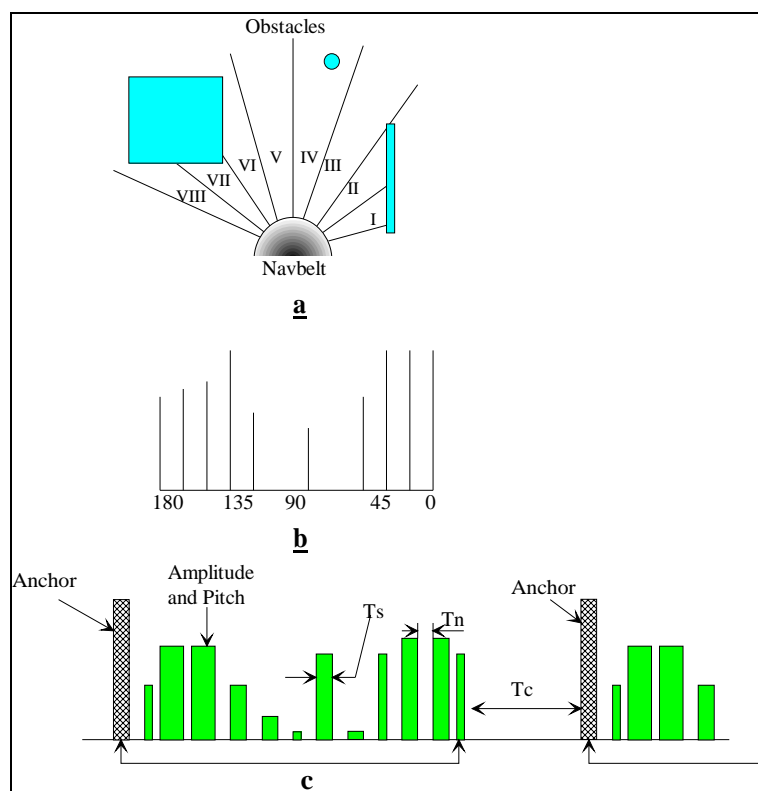 Obstacles
VIII
VII
VI
V
IV
III
II
I
Navbelt
a
180 135 90 45 0
b
Anchor
Amplitude
and Pitch
Ts
Tn
Anchor
Tc
c